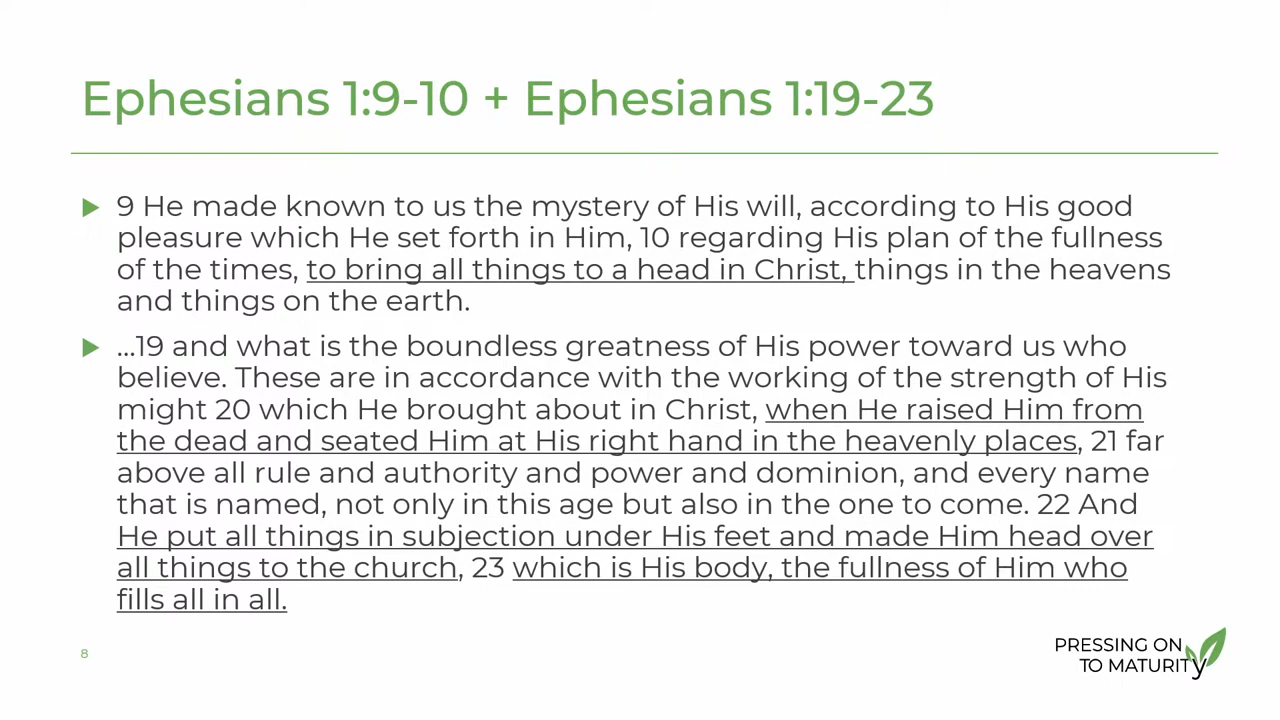 Ephesians 1:9-10 + Ephesians 1:19-23
9 He made known to us the mystery of His will, according to His good
pleasure which He set forth in Him, 10 regarding His plan of the fullness
of the times, to bring all things to a head in Christ, things in the heavens
and things on the earth.
…19 and what is the boundless greatness of His power toward us who
believe. These are in accordance with the working of the strength of His
might 20 which He brought about in Christ, when He raised Him from
the dead and seated Him at His right hand in the heavenly places, 21 far
above all rule and authority and power and dominion, and every name
that is named, not only in this age but also in the one to come. 22 And
He put all things in subjection under His feet and made Him head over
all things to the church, 23 which is His body, the fullness of Him who
fills all in all.
8
PRESSING ON
TO MATURITy